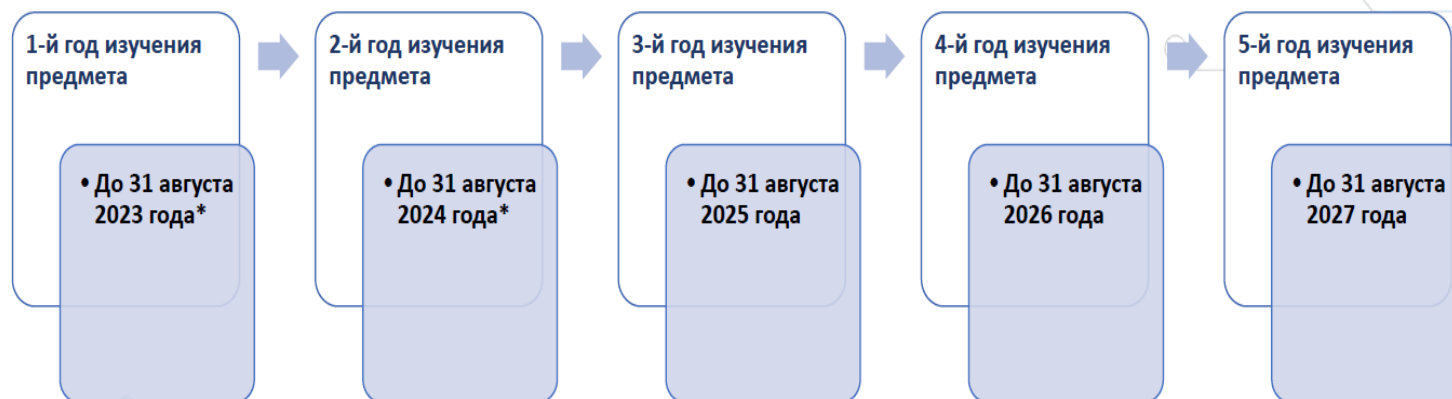 1-й год изучения
предмета
• До 31 августа
2023 года*
2-й год изучения
предмета
• До 31 августа
2024 года*
3-й год изучения
предмета
• До 31 августа
2025 года
4-й год изучения
предмета
• До 31 августа
2026 года
5-й год изучения
предмета
• До 31 августа
2027 года